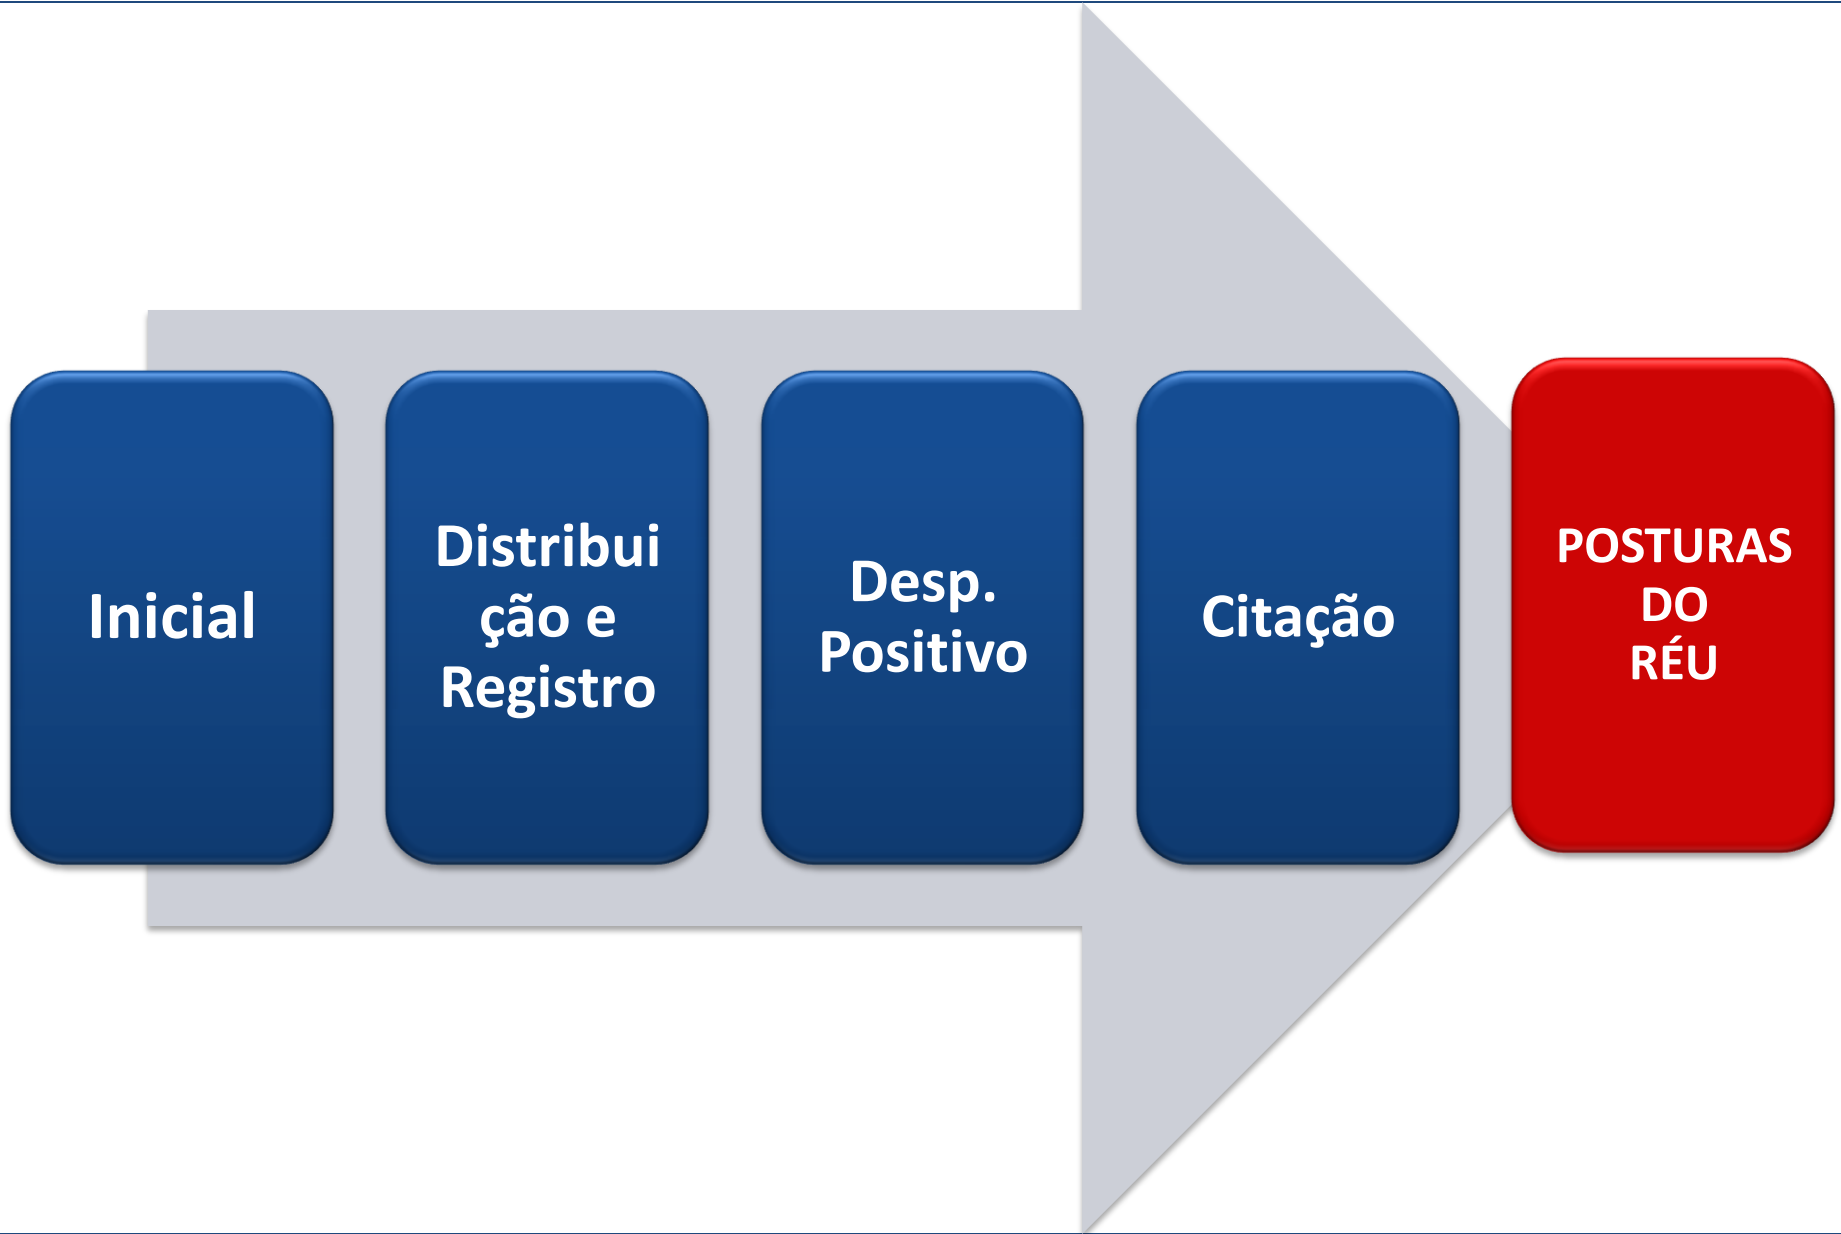 Inicial
Distribui
ção e
Registro
Desp.
Positivo
Citação
POSTURAS
DO
RÉU